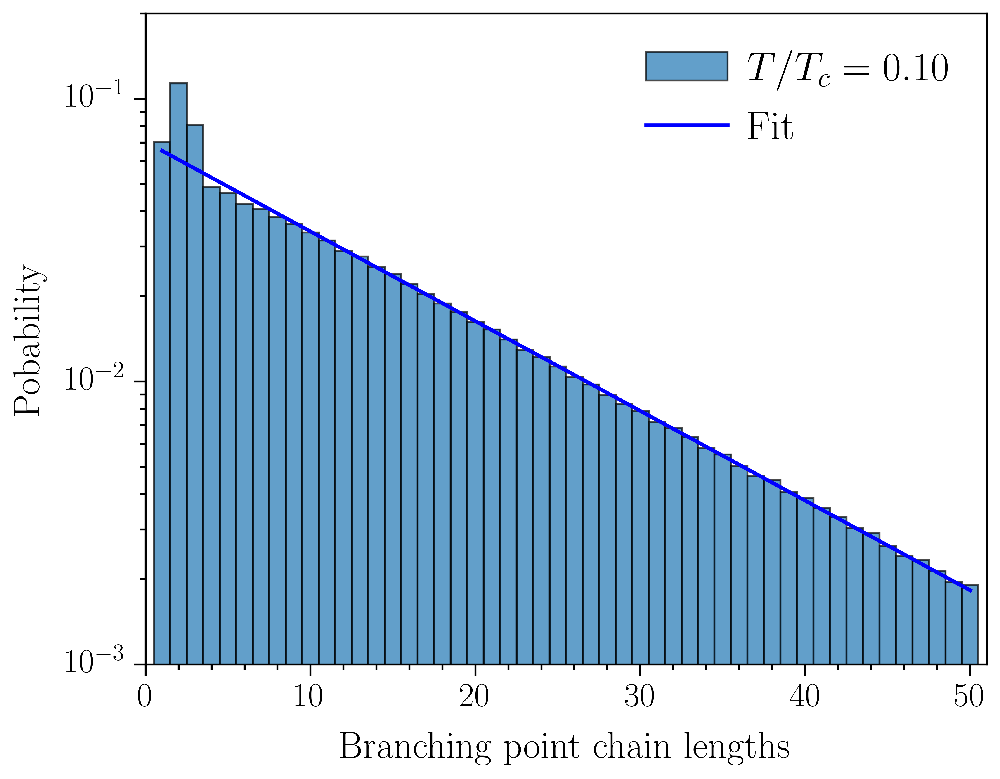 T/T_c = 0.10
Fit
Pobability
10^{-1}
10^{-2}
10^{-3}
0 10 20 30 40 50
Branching point chain lengths